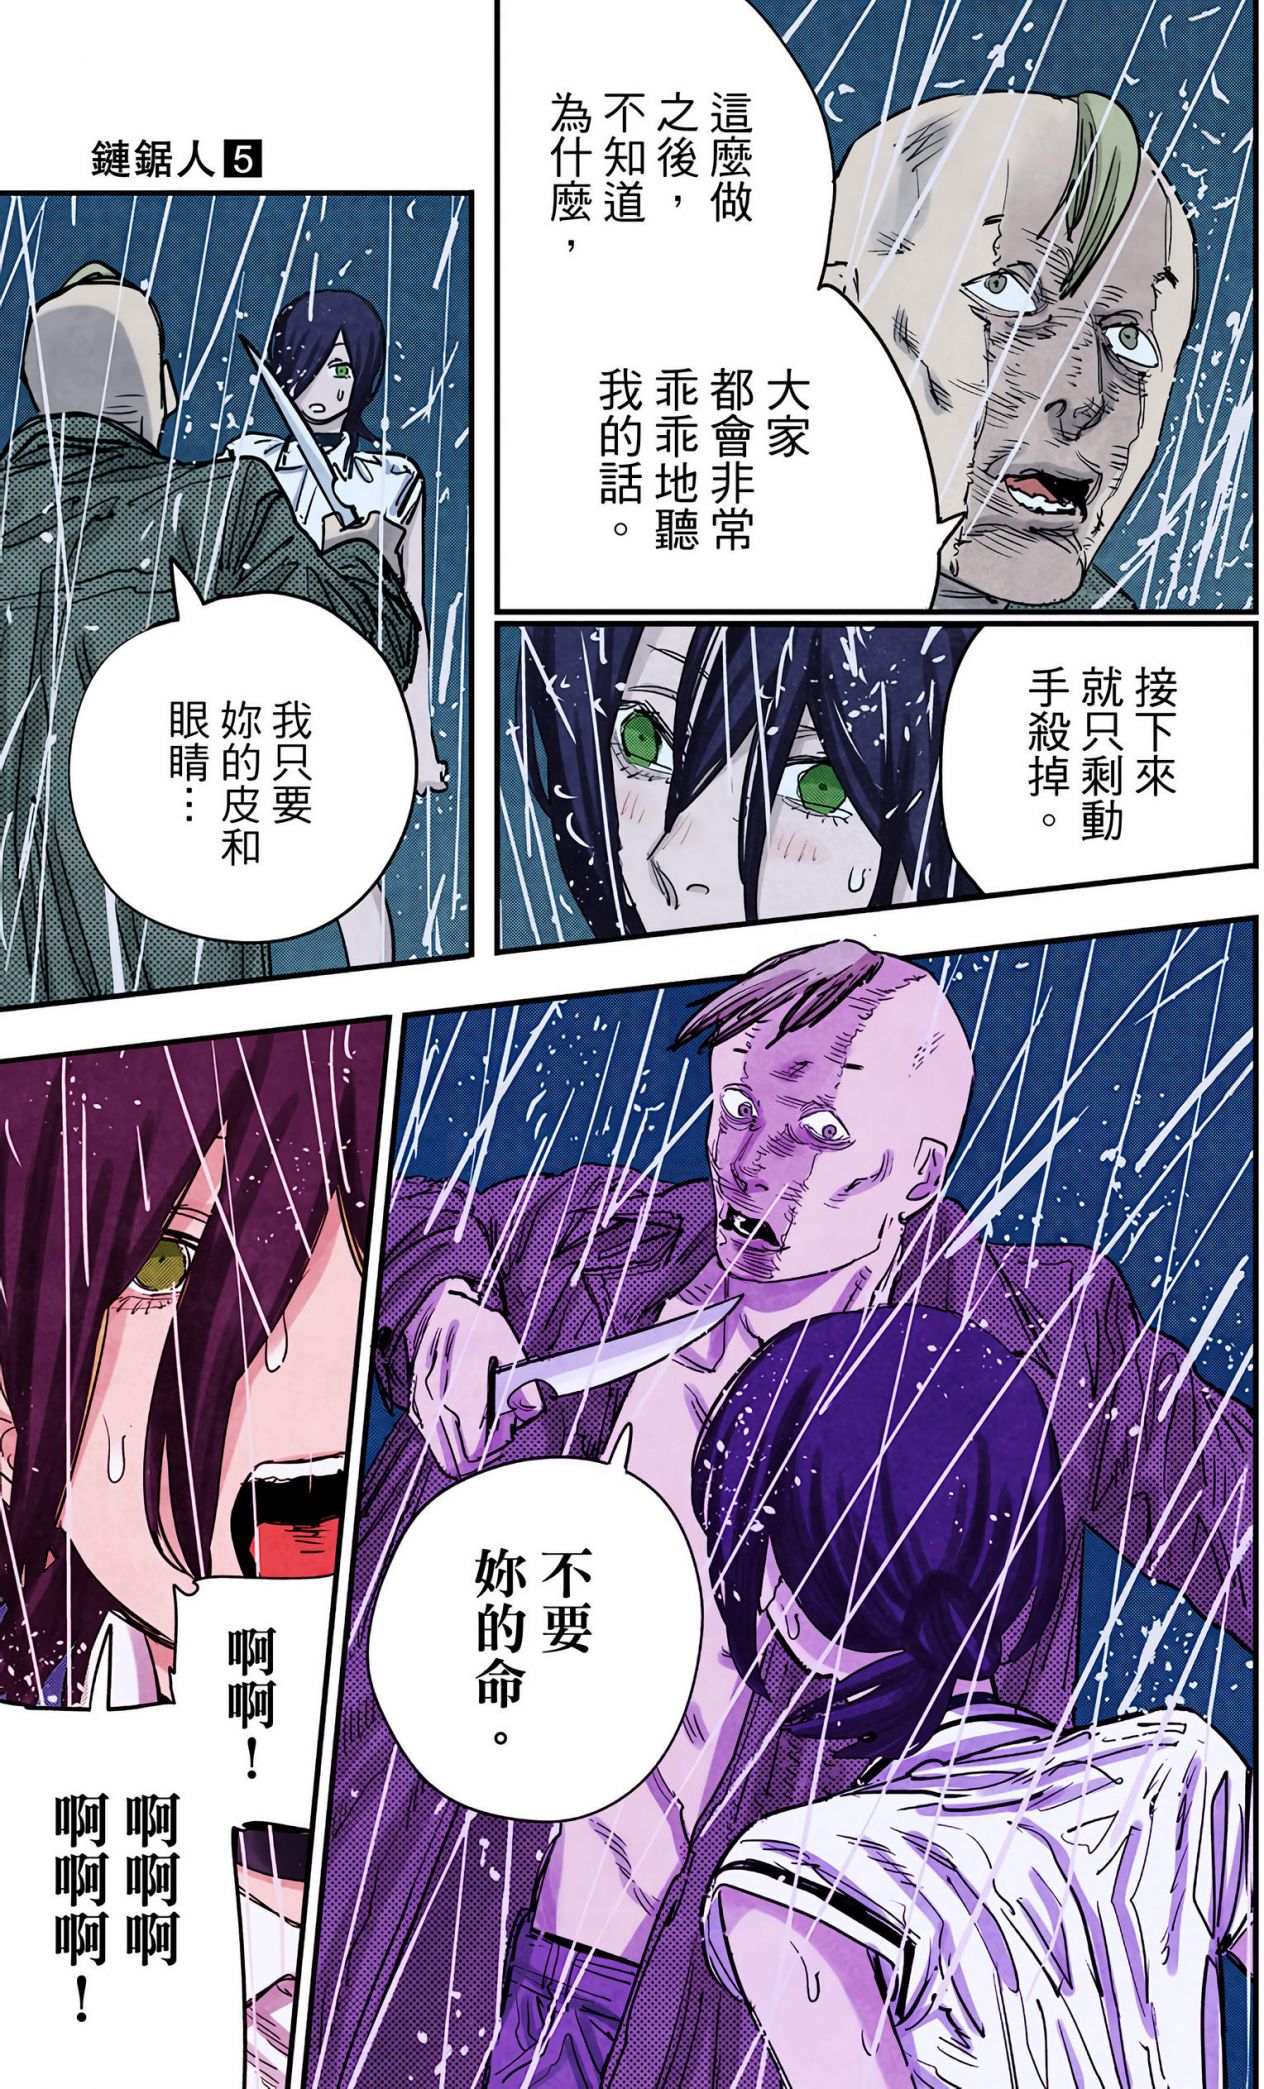 這麼做
之後，
不知道
為什麼，
大家
都會非常
乖乖地聽
我的話。
鏈鋸人5
接下來
就只剩動
手殺掉。
我只要
妳的皮和
眼睛…
不要
妳的命。
啊啊！
啊啊啊
啊啊啊！